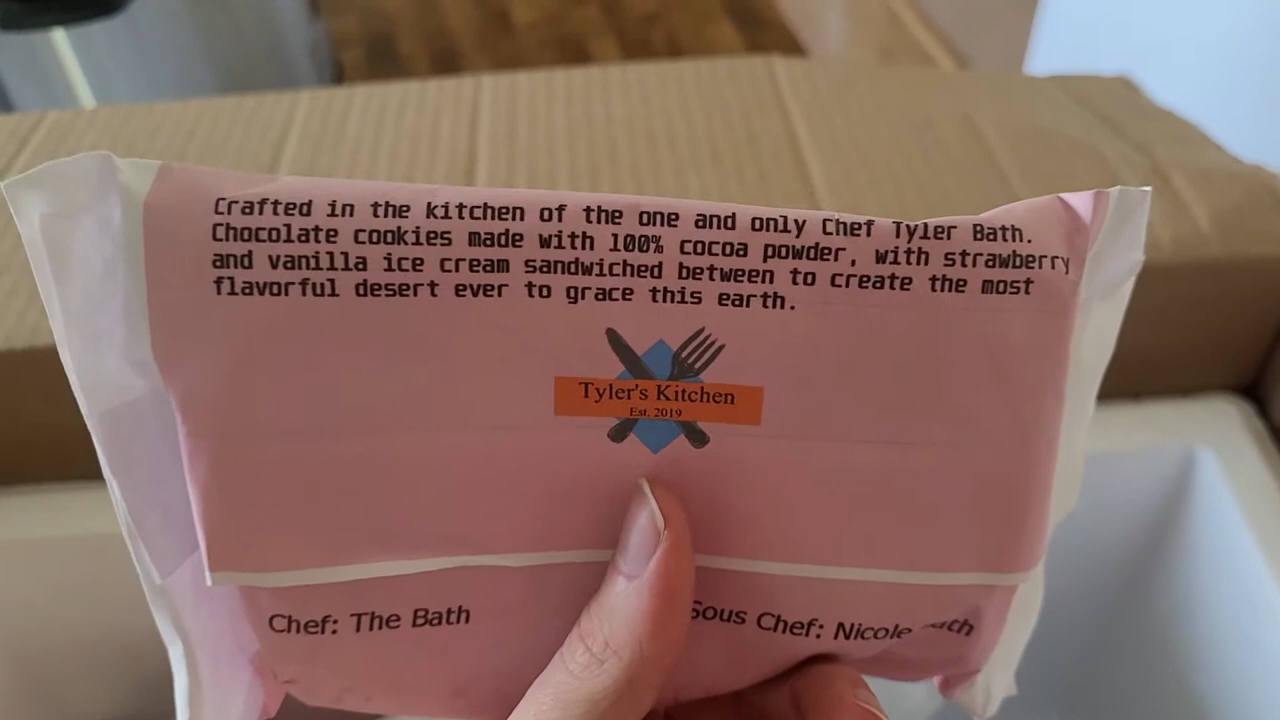 Crafted in the kitchen of the one and only Chef Tyler Bath.
Chocolate cookies made with 100% cocoa powder, with strawberry
and vanilla ice cream sandwiched between to create the most
flavorful desert ever to grace this earth.
Tyler's Kitchen
Est. 2019
Chef: The Bath
Sous Chef: Nicole